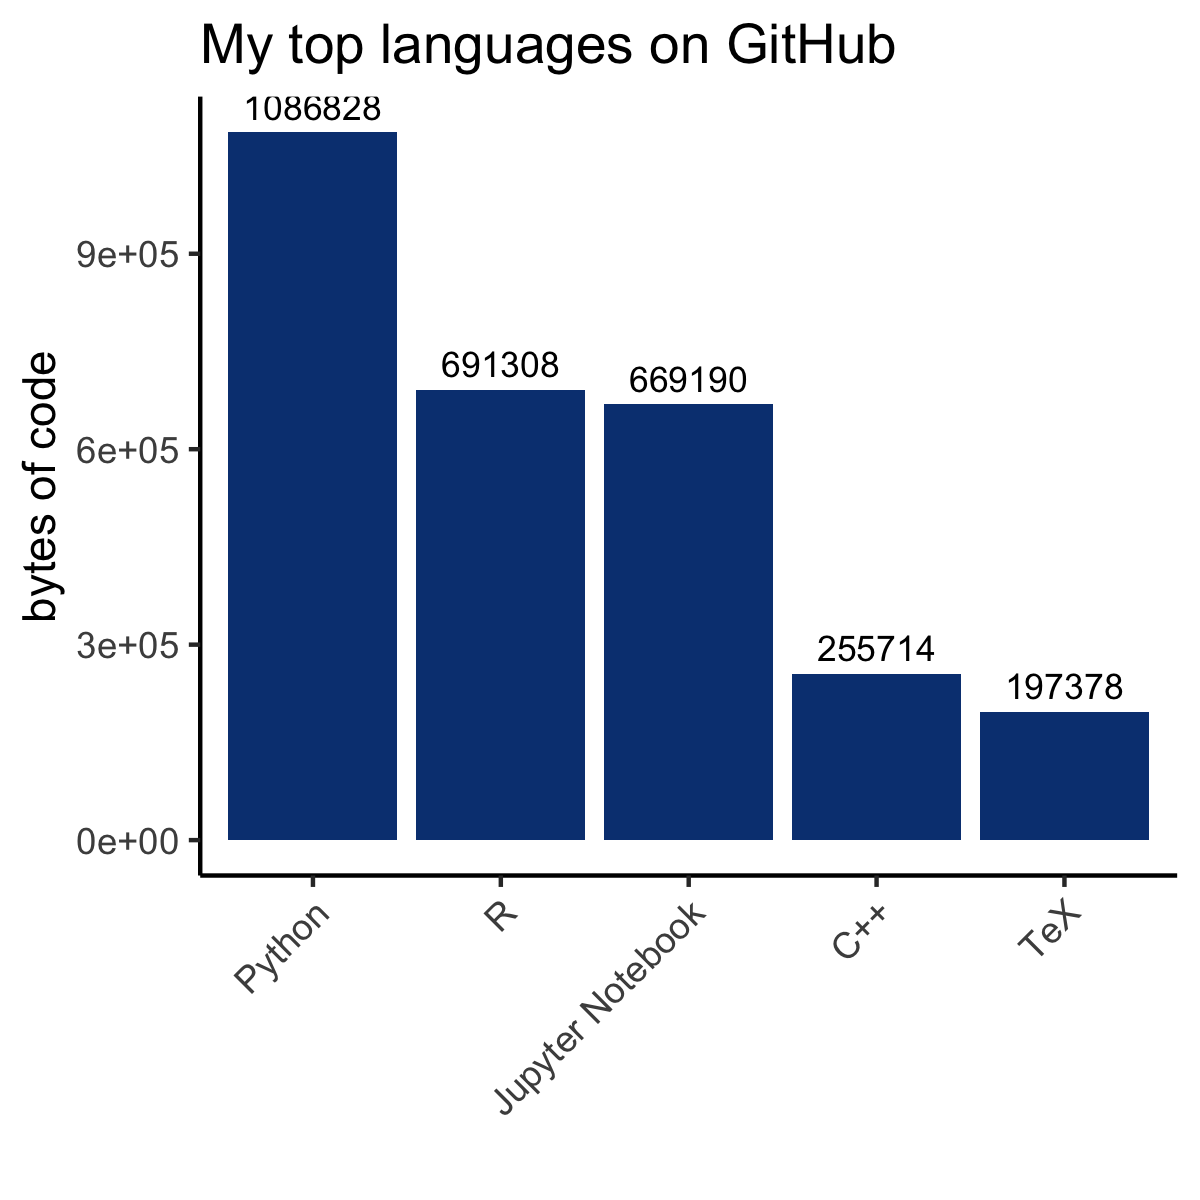 My top languages on GitHub
bytes of code
1086828
691308
669190
255714
197378
9e+05
6e+05
3e+05
0e+00
Python
R
Jupyter Notebook
C++
TeX